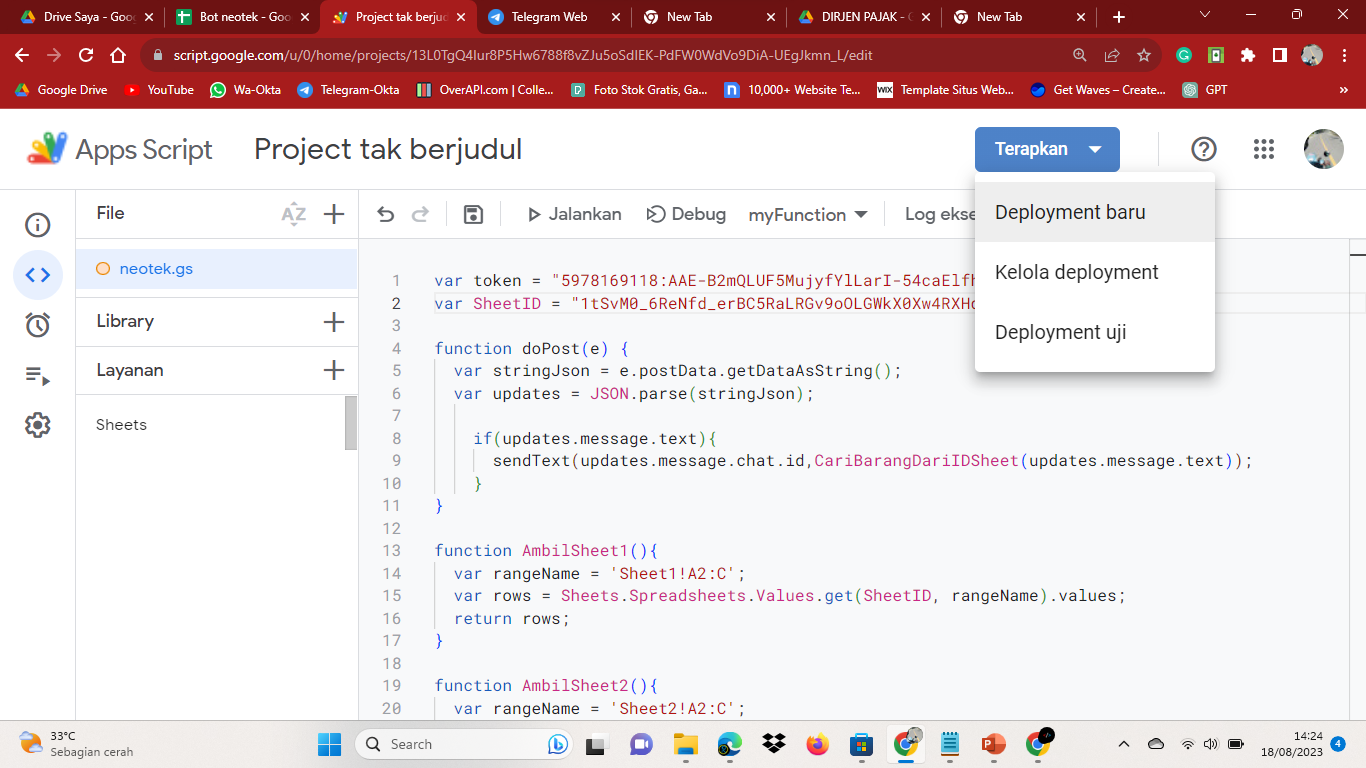 Drive Saya - Goo
Bot neotek - Goo
Project tak berjud
Telegram Web
New Tab
DIRJEN PAJAK - G
New Tab
script.google.com/u/0/home/projects/13L0TgQ4Iur8P5Hw6788f8vZJu5oSdIEK-PdFW0WdVo9DiA-UEgJkmn_L/edit
Google Drive
YouTube
Wa-Okta
Telegram-Okta
OverAPI.com | Colle...
Foto Stok Gratis, Ga...
10,000+ Website Te...
WIX
Template Situs Web...
Get Waves – Create...
GPT
»
Apps Script
Project tak berjudul
Terapkan
File
AZ
Jalankan
Debug
myFunction
Log ekse
Deployment baru
Kelola deployment
Deployment uji
neotek.gs
Library
Layanan
Sheets
1 var token = "5978169118:AAE-B2mQLUF5MujyfYlLarI-54caElfh
2 var SheetID = "1tSvM0_6ReNfd_erBC5RaLRGv9oOLGWkX0Xw4RXHd
3
4 function doPost(e) {
5 var stringJson = e.postData.getDataAsString();
6 var updates = JSON.parse(stringJson);
7
8 if(updates.message.text){
9 sendText(updates.message.chat.id,CariBarangDariIDSheet(updates.message.text));
10 }
11 }
12
13 function AmbilSheet1(){
14 var rangeName = 'Sheet1!A2:C';
15 var rows = Sheets.Spreadsheets.Values.get(SheetID, rangeName).values;
16 return rows;
17 }
18
19 function AmbilSheet2(){
20 var rangeName = 'Sheet2!A2:C';
33°C
Sebagian cerah
Search
14:24
18/08/2023
4